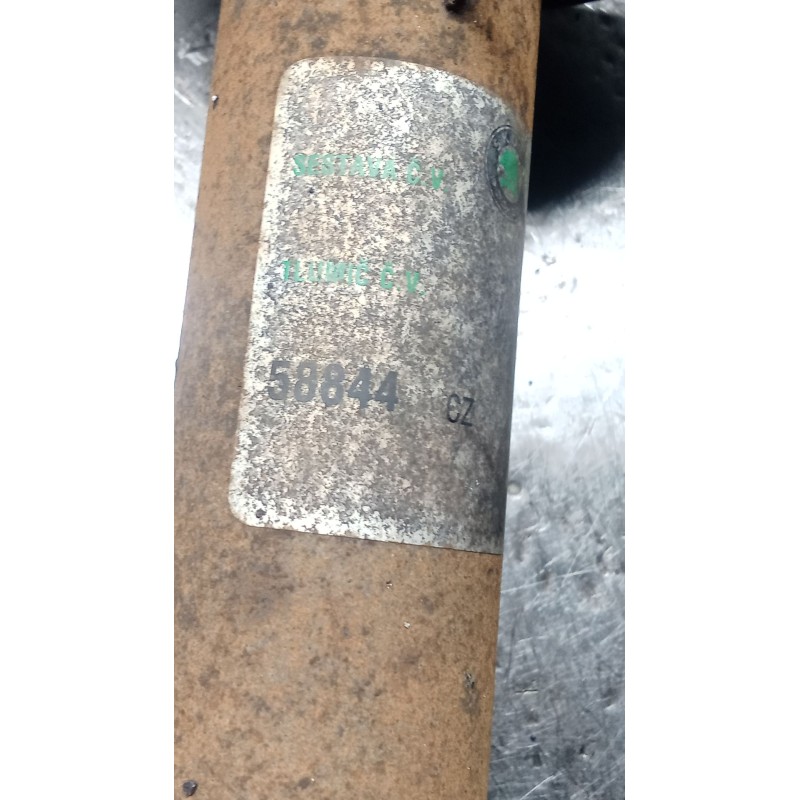 SESTAVA Č.V.
TLUMIČ Č.V.
58844 CZ